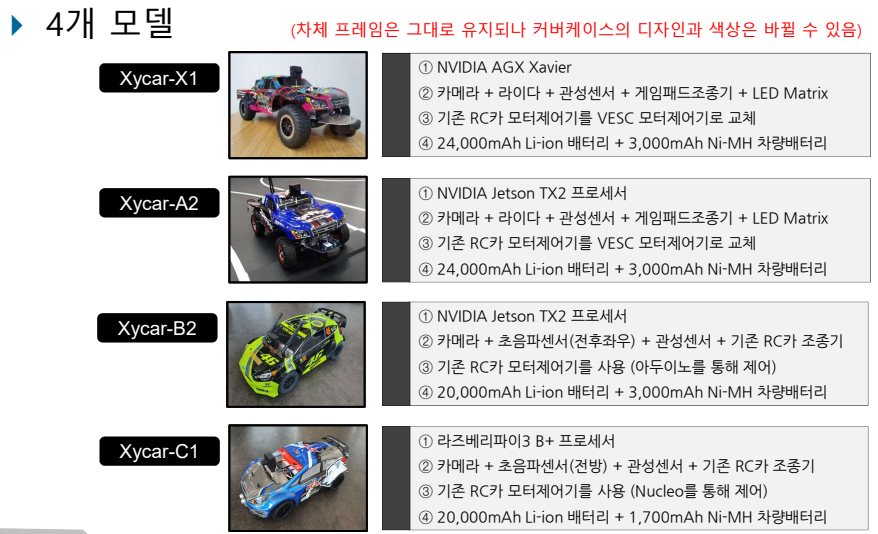 4개 모델
(차체 프레임은 그대로 유지되나 커버케이스의 디자인과 색상은 바뀔 수 있음)
Xycar-X1
① NVIDIA AGX Xavier
② 카메라 + 라이다 + 관성센서 + 게임패드조종기 + LED Matrix
③ 기존 RC카 모터제어기를 VESC 모터제어기로 교체
④ 24,000mAh Li-ion 배터리 + 3,000mAh Ni-MH 차량배터리
Xycar-A2
① NVIDIA Jetson TX2 프로세서
② 카메라 + 라이다 + 관성센서 + 게임패드조종기 + LED Matrix
③ 기존 RC카 모터제어기를 VESC 모터제어기로 교체
④ 24,000mAh Li-ion 배터리 + 3,000mAh Ni-MH 차량배터리
Xycar-B2
46
① NVIDIA Jetson TX2 프로세서
② 카메라 + 초음파센서(전후좌우) + 관성센서 + 기존 RC카 조종기
③ 기존 RC카 모터제어기를 사용 (아두이노를 통해 제어)
④ 20,000mAh Li-ion 배터리 + 3,000mAh Ni-MH 차량배터리
Xycar-C1
① 라즈베리파이3 B+ 프로세서
② 카메라 + 초음파센서(전방) + 관성센서 + 기존 RC카 조종기
③ 기존 RC카 모터제어기를 사용 (Nucleo를 통해 제어)
④ 20,000mAh Li-ion 배터리 + 1,700mAh Ni-MH 차량배터리